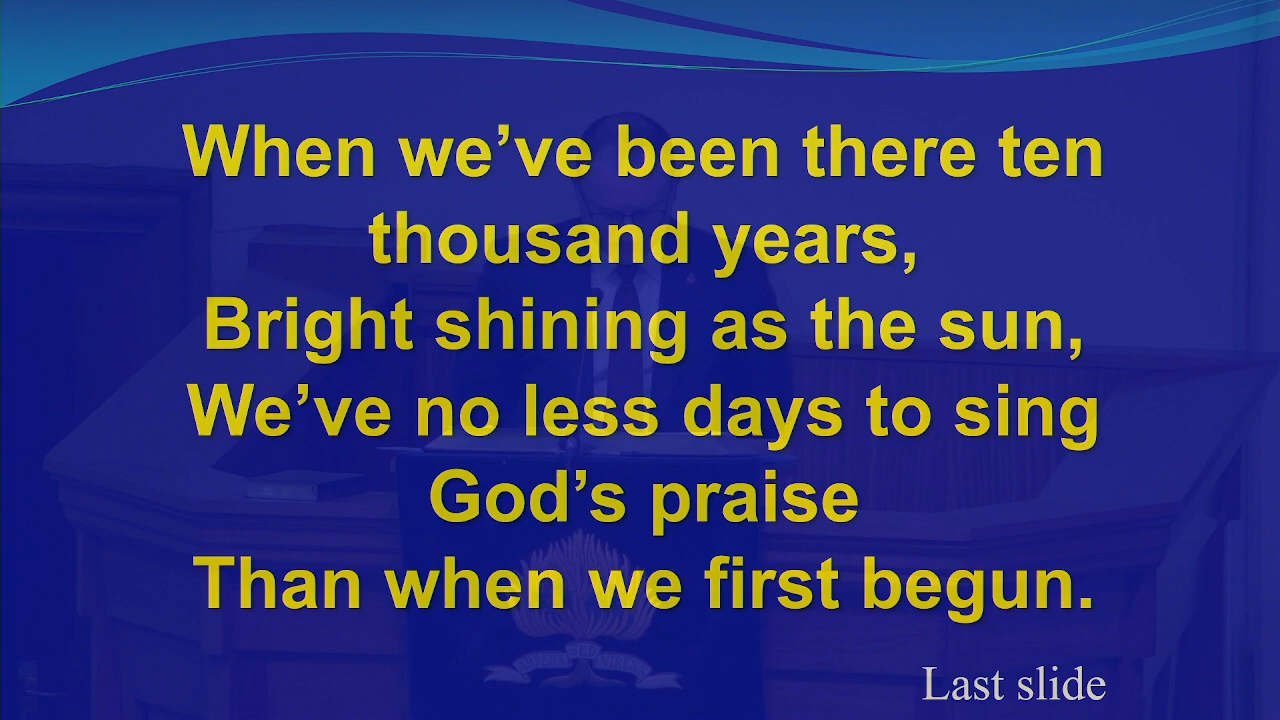 When we’ve been there ten
thousand years,
Bright shining as the sun,
We’ve no less days to sing
God’s praise
Than when we first begun.
Last slide